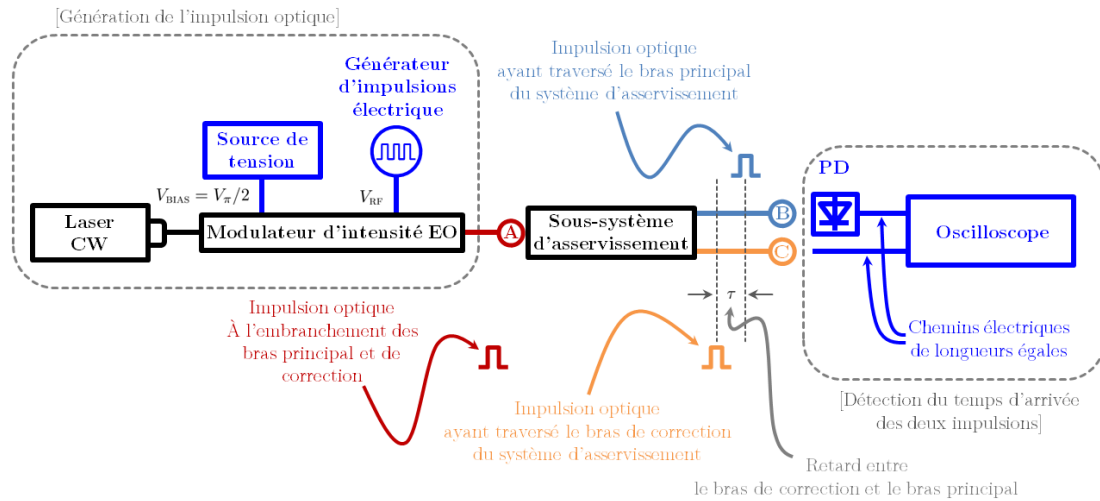 [Génération de l'impulsion optique]
Générateur
d'impulsions
électrique
Source de
tension
V_BIAS = V_π/2
V_RF
Laser
CW
Modulateur d'intensité EO
A
Impulsion optique
ayant traversé le bras principal
du système d'asservissement
Sous-système
d'asservissement
B
C
PD
Oscilloscope
τ
Chemins électriques
de longueurs égales
[Détection du temps d'arrivée
des deux impulsions]
Impulsion optique
À l'embranchement des
bras principal et de
correction
Impulsion optique
ayant traversé le bras de correction
du système d'asservissement
Retard entre
le bras de correction et le bras principal